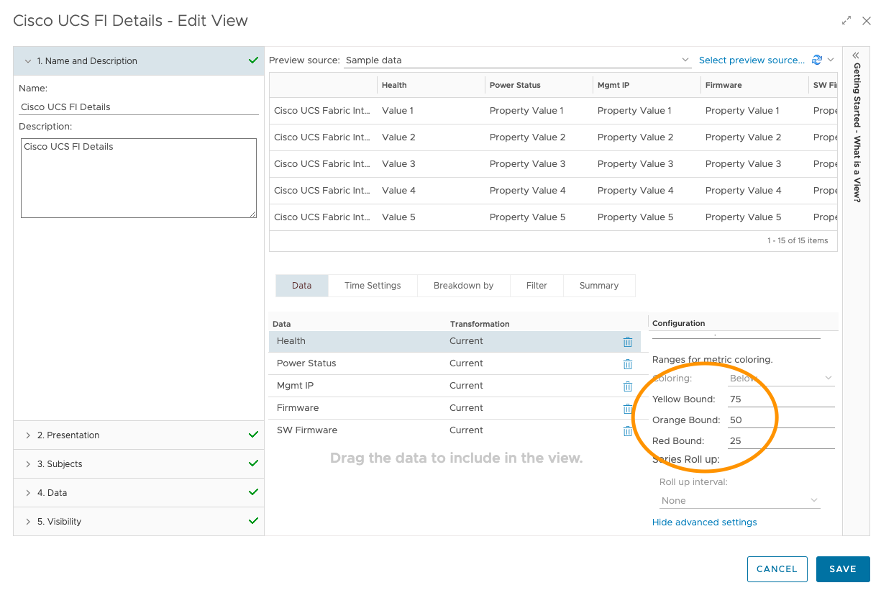 Cisco UCS FI Details - Edit View
1. Name and Description
Name:
Cisco UCS FI Details
Description:
Cisco UCS FI Details
2. Presentation
3. Subjects
4. Data
5. Visibility
Preview source: Sample data
Select preview source...
Health Power Status Mgmt IP Firmware SW Fi
Cisco UCS Fabric Int... Value 1 Property Value 1 Property Value 1 Property Value 1 Prope
Cisco UCS Fabric Int... Value 2 Property Value 2 Property Value 2 Property Value 2 Prope
Cisco UCS Fabric Int... Value 3 Property Value 3 Property Value 3 Property Value 3 Prope
Cisco UCS Fabric Int... Value 4 Property Value 4 Property Value 4 Property Value 4 Prope
Cisco UCS Fabric Int... Value 5 Property Value 5 Property Value 5 Property Value 5 Prope
1 - 15 of 15 items
Data Time Settings Breakdown by Filter Summary
Data Transformation
Health Current
Power Status Current
Mgmt IP Current
Firmware Current
SW Firmware Current
Drag the data to include in the view.
Configuration
Ranges for metric coloring.
Coloring: Below
Yellow Bound: 75
Orange Bound: 50
Red Bound: 25
Series Roll up:
Roll up interval:
None
Hide advanced settings
Getting Started - What is a View?
CANCEL SAVE